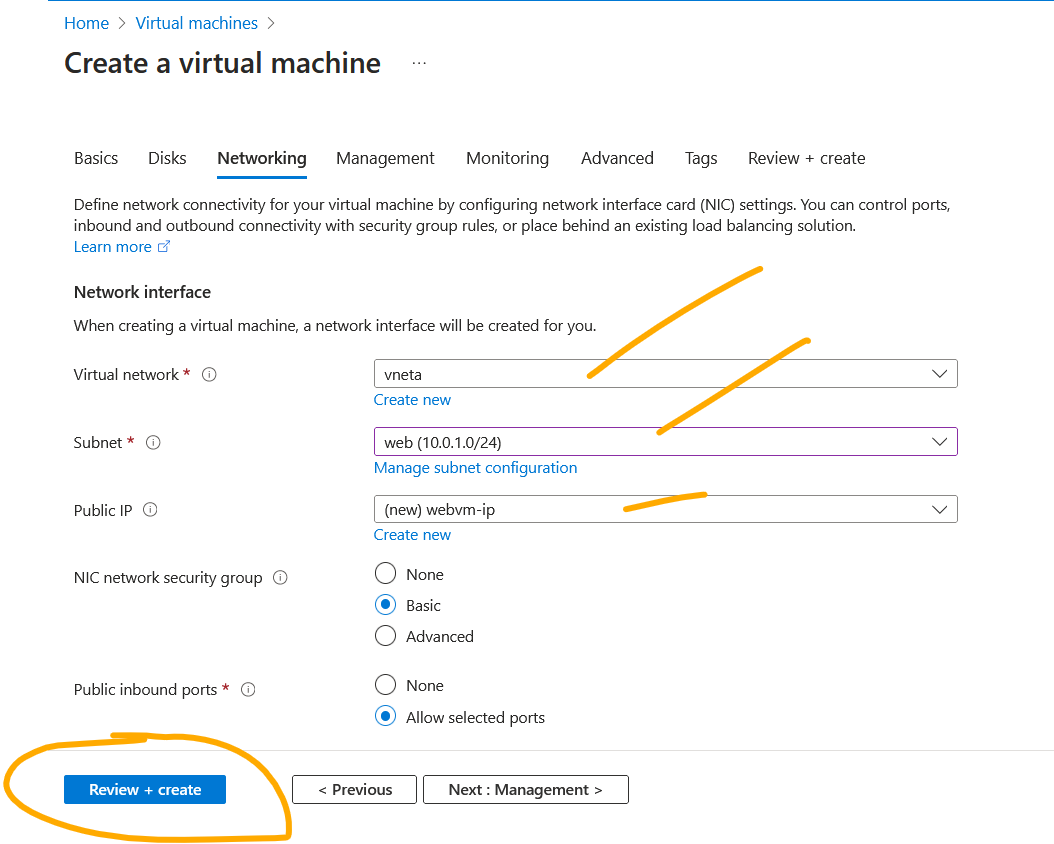 Home > Virtual machines >
Create a virtual machine ...
Basics Disks Networking Management Monitoring Advanced Tags Review + create
Define network connectivity for your virtual machine by configuring network interface card (NIC) settings. You can control ports,
inbound and outbound connectivity with security group rules, or place behind an existing load balancing solution.
Learn more
Network interface
When creating a virtual machine, a network interface will be created for you.
Virtual network * vneta
Create new
Subnet * web (10.0.1.0/24)
Manage subnet configuration
Public IP (new) webvm-ip
Create new
NIC network security group None
Basic
Advanced
Public inbound ports * None
Allow selected ports
Review + create < Previous Next : Management >